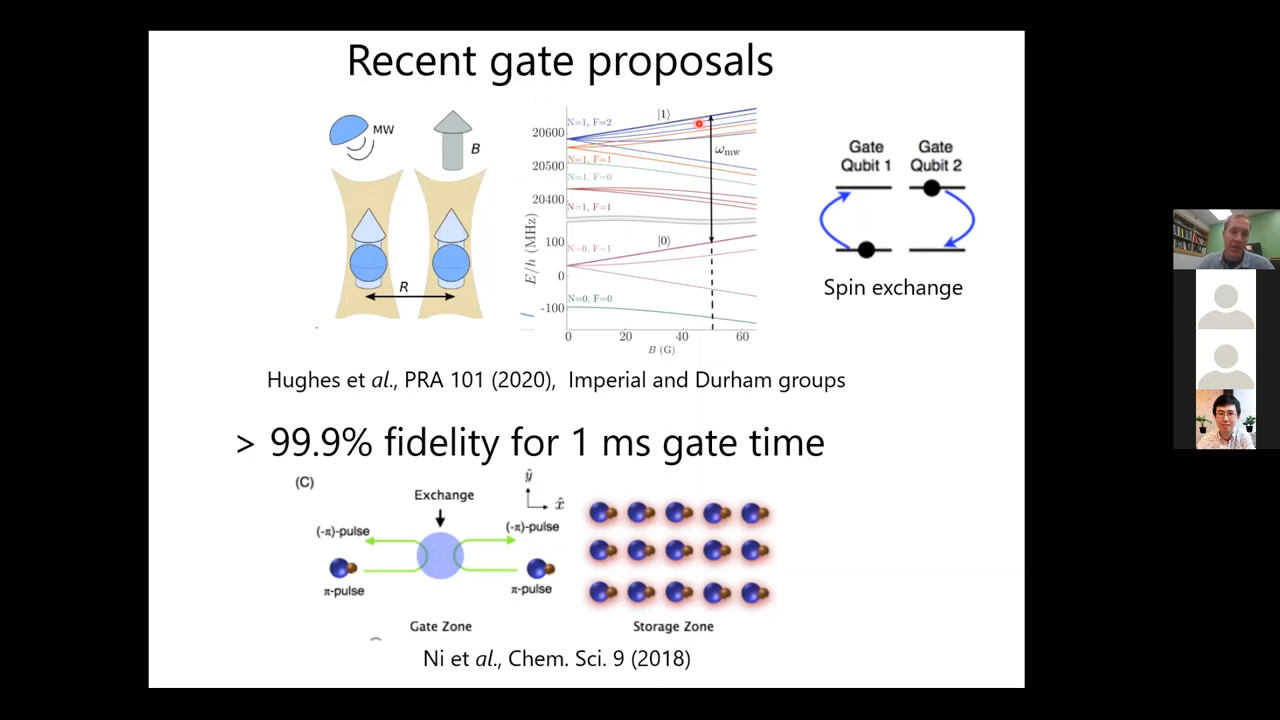 Recent gate proposals
MW
B
R
N=1, F=2
N=1, F=1
N=1, F=0
N=1, F=1
N=0, F=1
N=0, F=0
|1⟩
|0⟩
ω_mw
20600
20500
20400
100
0
-100
E/h (MHz)
0 20 40 60
B (G)
Gate Gate
Qubit 1 Qubit 2
Spin exchange
Hughes et al., PRA 101 (2020), Imperial and Durham groups
> 99.9% fidelity for 1 ms gate time
(C)
Exchange
ŷ
x̂
(-π)-pulse
(-π)-pulse
π-pulse
π-pulse
Gate Zone
Storage Zone
Ni et al., Chem. Sci. 9 (2018)